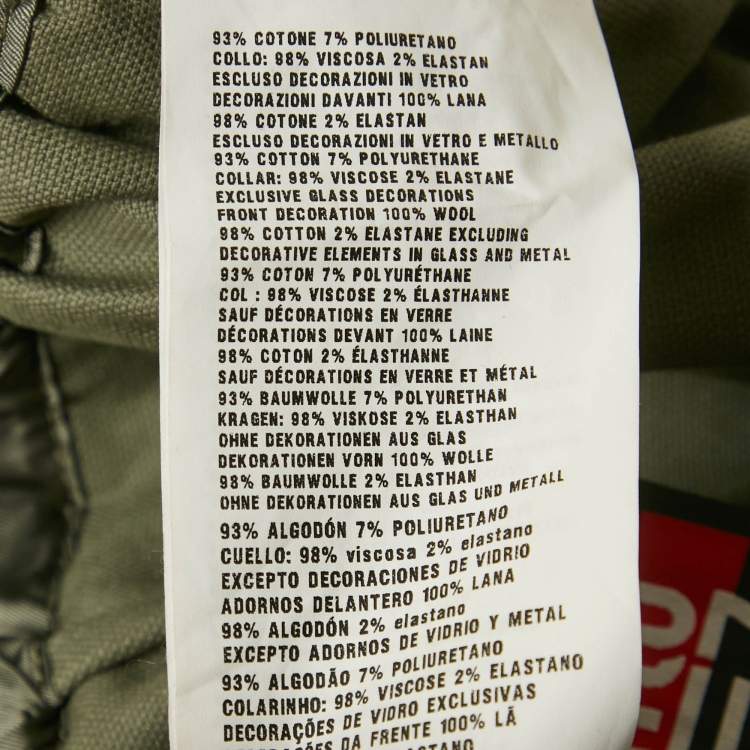 93% COTONE 7% POLIURETANO
COLLO: 98% VISCOSA 2% ELASTAN
ESCLUSO DECORAZIONI IN VETRO
DECORAZIONI DAVANTI 100% LANA
98% COTONE 2% ELASTAN
ESCLUSO DECORAZIONI IN VETRO E METALLO
93% COTTON 7% POLYURETHANE
COLLAR: 98% VISCOSE 2% ELASTANE
EXCLUSIVE GLASS DECORATIONS
FRONT DECORATION 100% WOOL
98% COTTON 2% ELASTANE EXCLUDING
DECORATIVE ELEMENTS IN GLASS AND METAL
93% COTON 7% POLYURÉTHANE
COL : 98% VISCOSE 2% ÉLASTHANNE
SAUF DÉCORATIONS EN VERRE
DÉCORATIONS DEVANT 100% LAINE
98% COTON 2% ÉLASTHANNE
SAUF DÉCORATIONS EN VERRE ET MÉTAL
93% BAUMWOLLE 7% POLYURETHAN
KRAGEN: 98% VISKOSE 2% ELASTHAN
OHNE DEKORATIONEN AUS GLAS
DEKORATIONEN VORN 100% WOLLE
98% BAUMWOLLE 2% ELASTHAN
OHNE DEKORATIONEN AUS GLAS UND METALL
93% ALGODÓN 7% POLIURETANO
CUELLO: 98% viscosa 2% elastano
EXCEPTO DECORACIONES DE VIDRIO
ADORNOS DELANTERO 100% LANA
98% ALGODÓN 2% elastano
EXCEPTO ADORNOS DE VIDRIO Y METAL
93% ALGODÃO 7% POLIURETANO
COLARINHO: 98% VISCOSE 2% ELASTANO
DECORAÇÕES DE VIDRO EXCLUSIVAS
DECORAÇÕES DA FRENTE 100% LÃ
ELASTANO